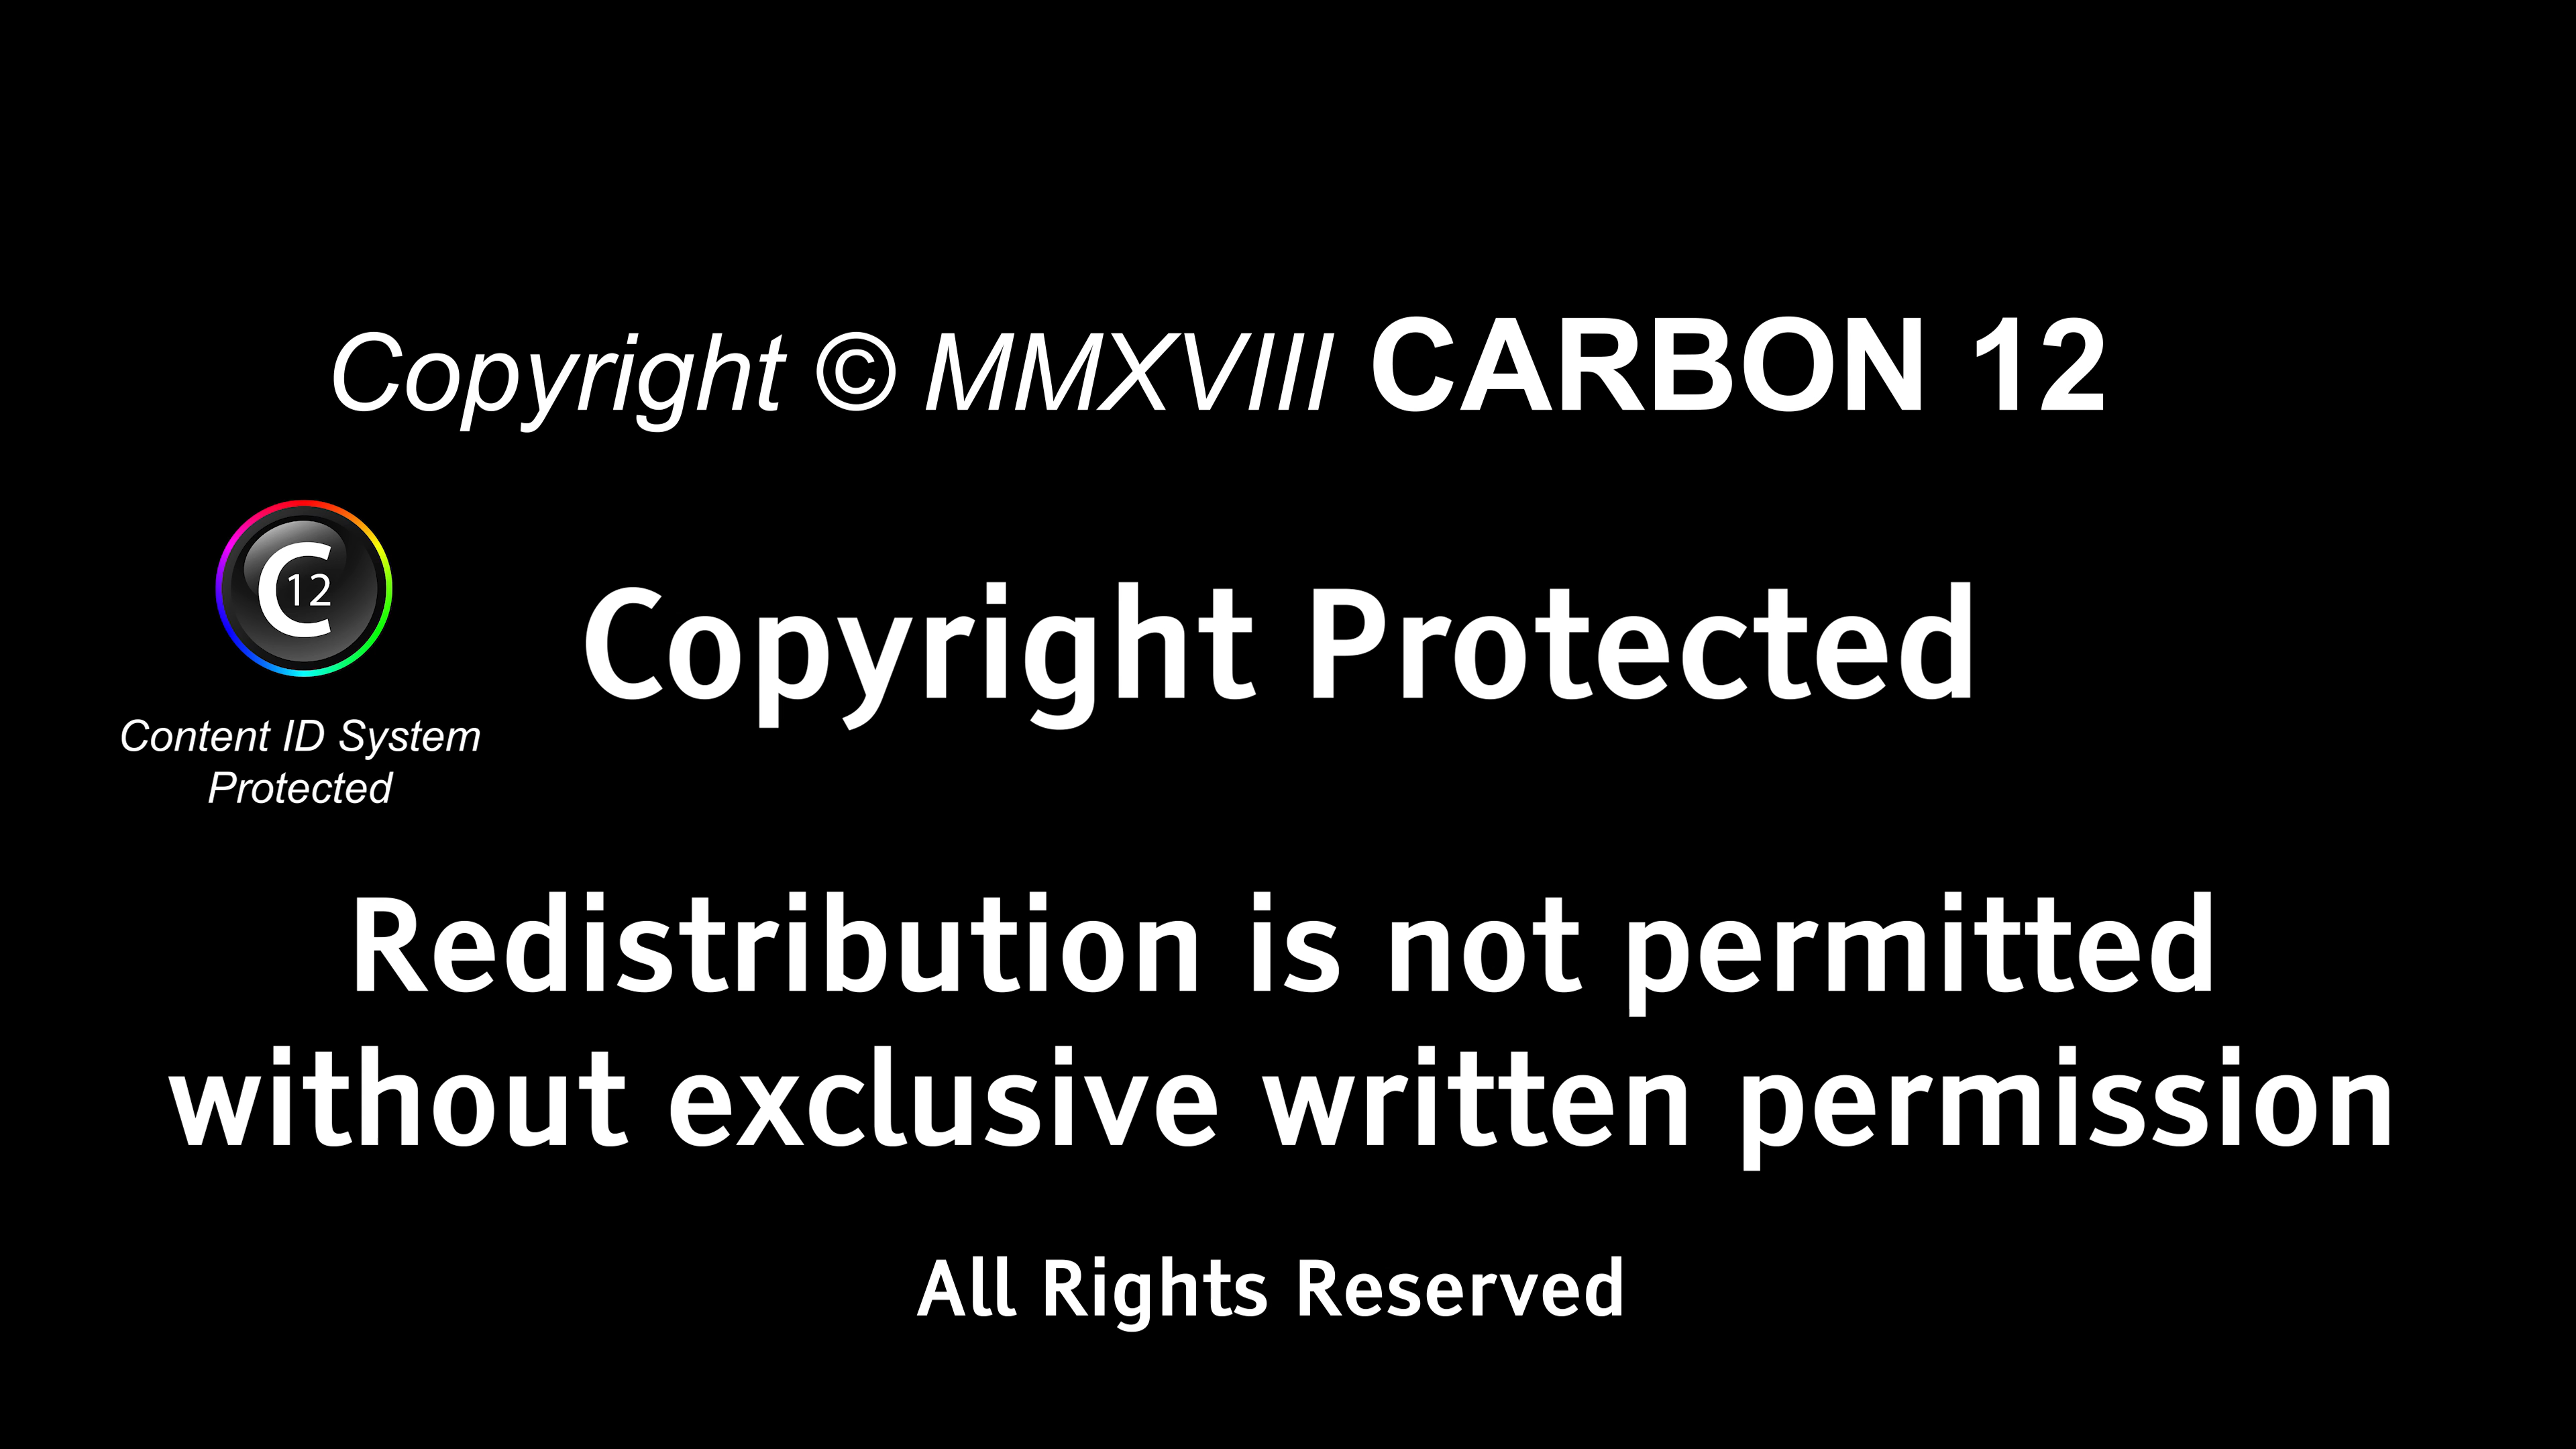 Copyright © MMXVIII CARBON 12
C12
Copyright Protected
Content ID System
Protected
Redistribution is not permitted
without exclusive written permission
All Rights Reserved